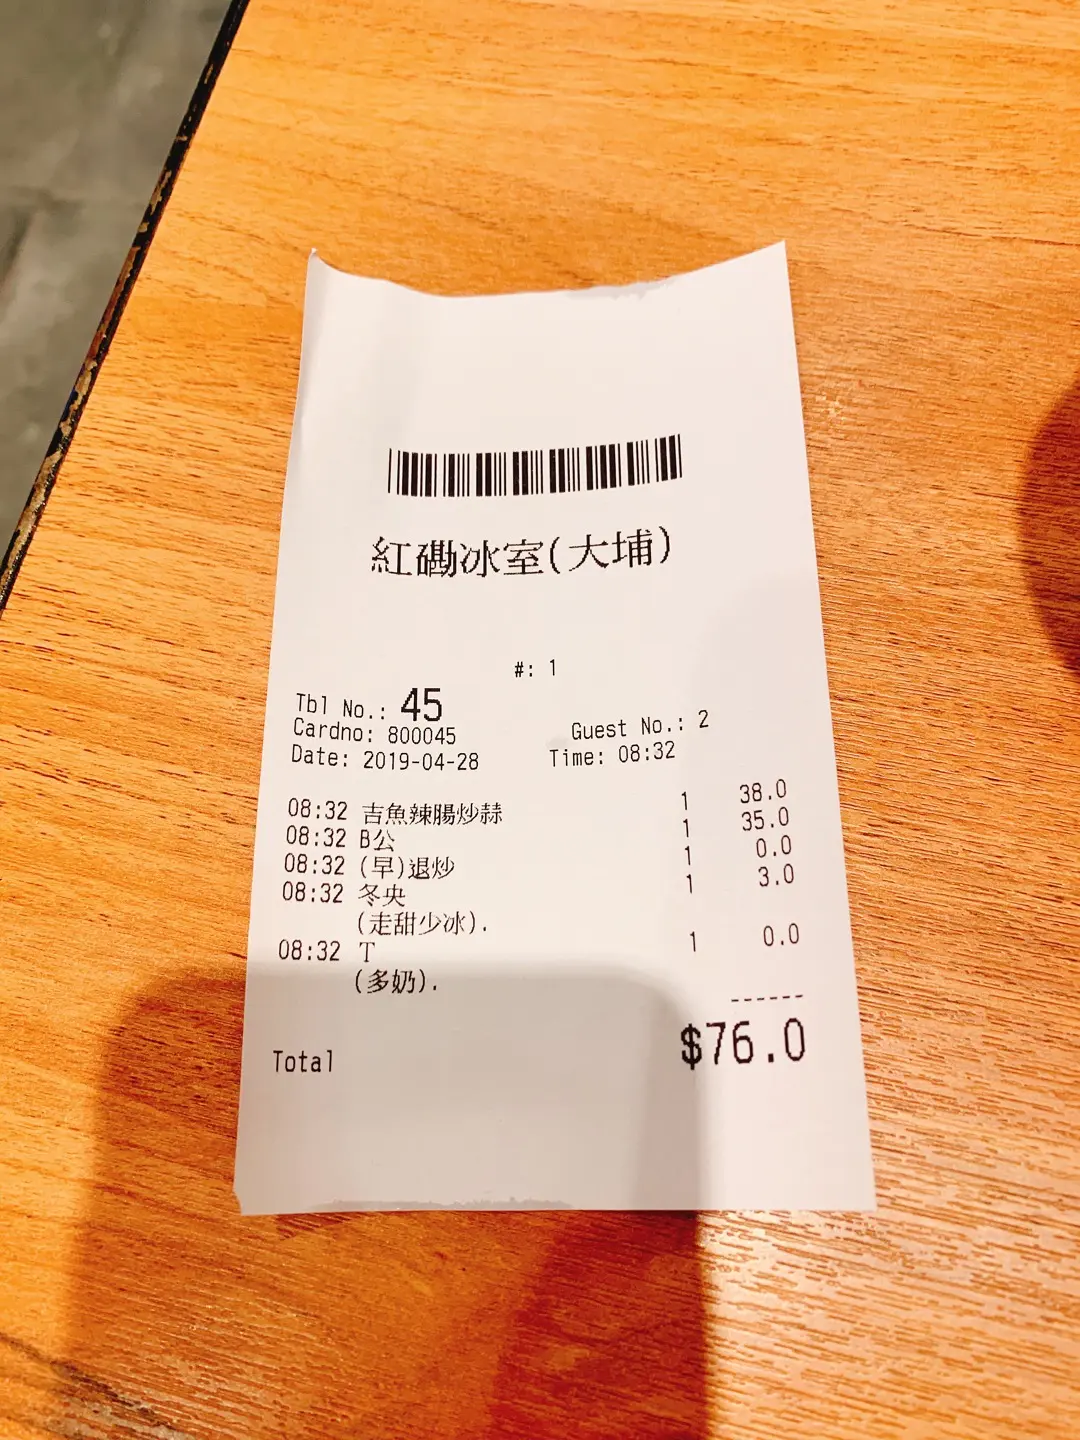 紅磡冰室(大埔)
#: 1
Tbl No.: 45
Cardno: 800045 Guest No.: 2
Date: 2019-04-28 Time: 08:32
08:32 吉魚辣腸炒赫 1 38.0
08:32 B公 1 35.0
08:32 (早)退炒 1 0.0
08:32 冬央 1 3.0
(走甜少冰).
08:32 T 1 0.0
(多奶).
------
Total $76.0